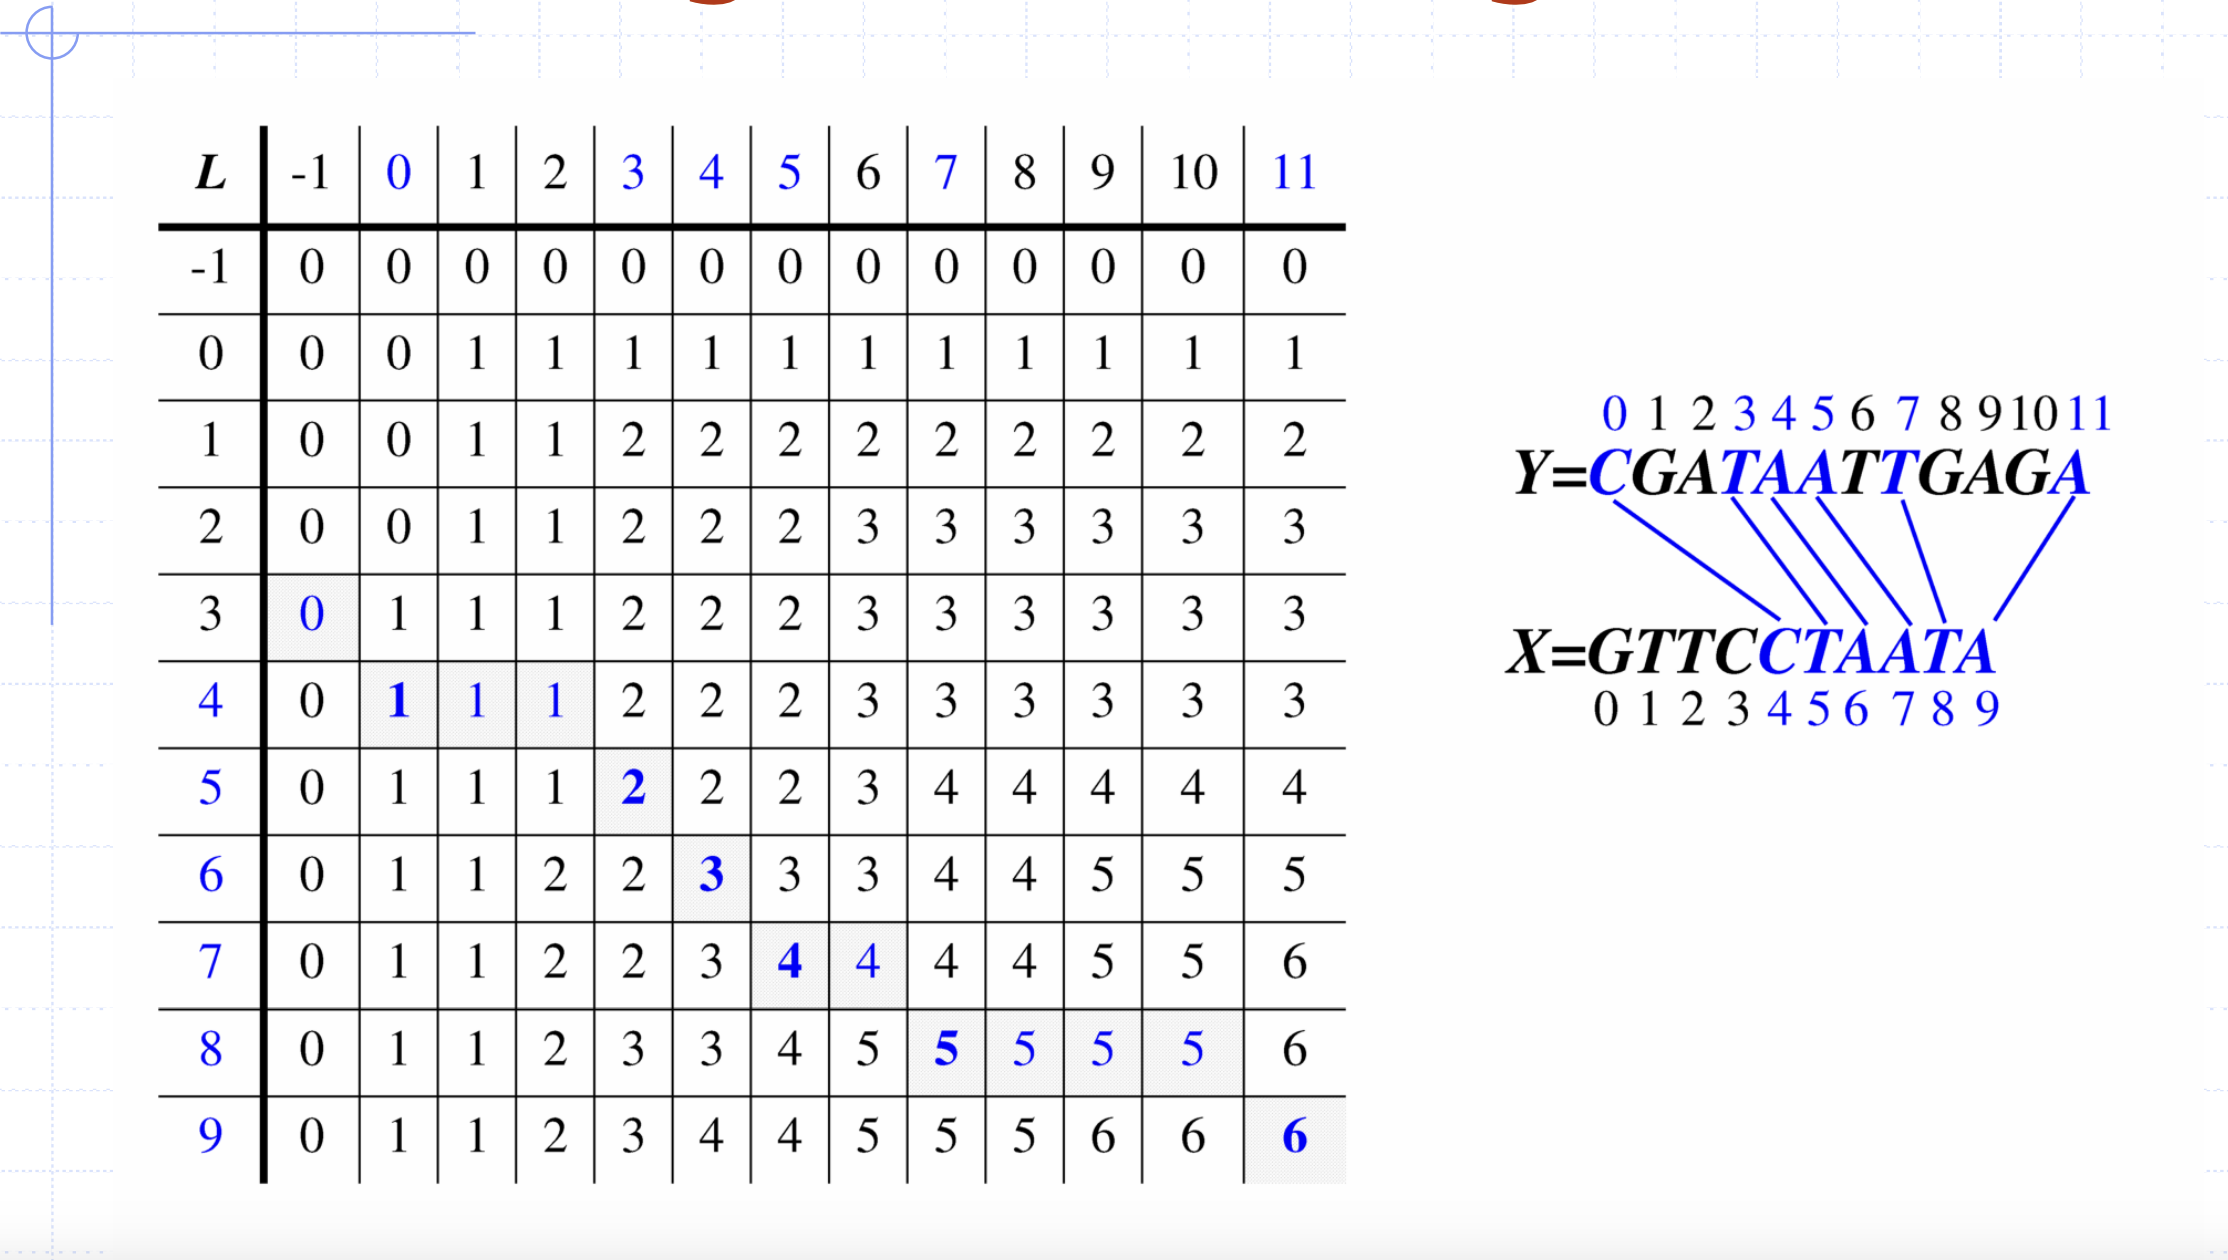 L -1 0 1 2 3 4 5 6 7 8 9 10 11
-1 0 0 0 0 0 0 0 0 0 0 0 0 0
0 0 0 1 1 1 1 1 1 1 1 1 1 1
1 0 0 1 1 2 2 2 2 2 2 2 2 2
2 0 0 1 1 2 2 2 3 3 3 3 3 3
3 0 1 1 1 2 2 2 3 3 3 3 3 3
4 0 1 1 1 2 2 2 3 3 3 3 3 3
5 0 1 1 1 2 2 2 3 4 4 4 4 4
6 0 1 1 2 2 3 3 3 4 4 5 5 5
7 0 1 1 2 2 3 4 4 4 4 5 5 6
8 0 1 1 2 3 3 4 5 5 5 5 5 6
9 0 1 1 2 3 4 4 5 5 5 6 6 6
0 1 2 3 4 5 6 7 8 9 10 11
Y=CGATAATTGAGA
X=GTTCCTAATA
0 1 2 3 4 5 6 7 8 9